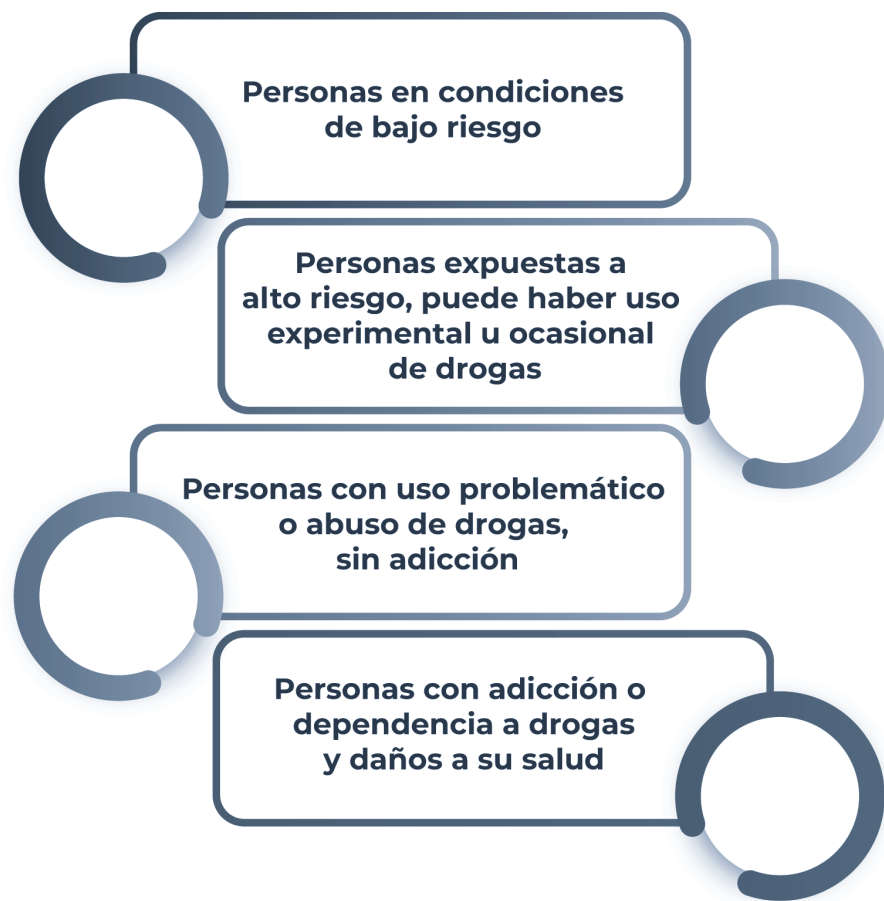 Personas en condiciones
de bajo riesgo
Personas expuestas a
alto riesgo, puede haber uso
experimental u ocasional
de drogas
Personas con uso problemático
o abuso de drogas,
sin adicción
Personas con adicción o
dependencia a drogas
y daños a su salud